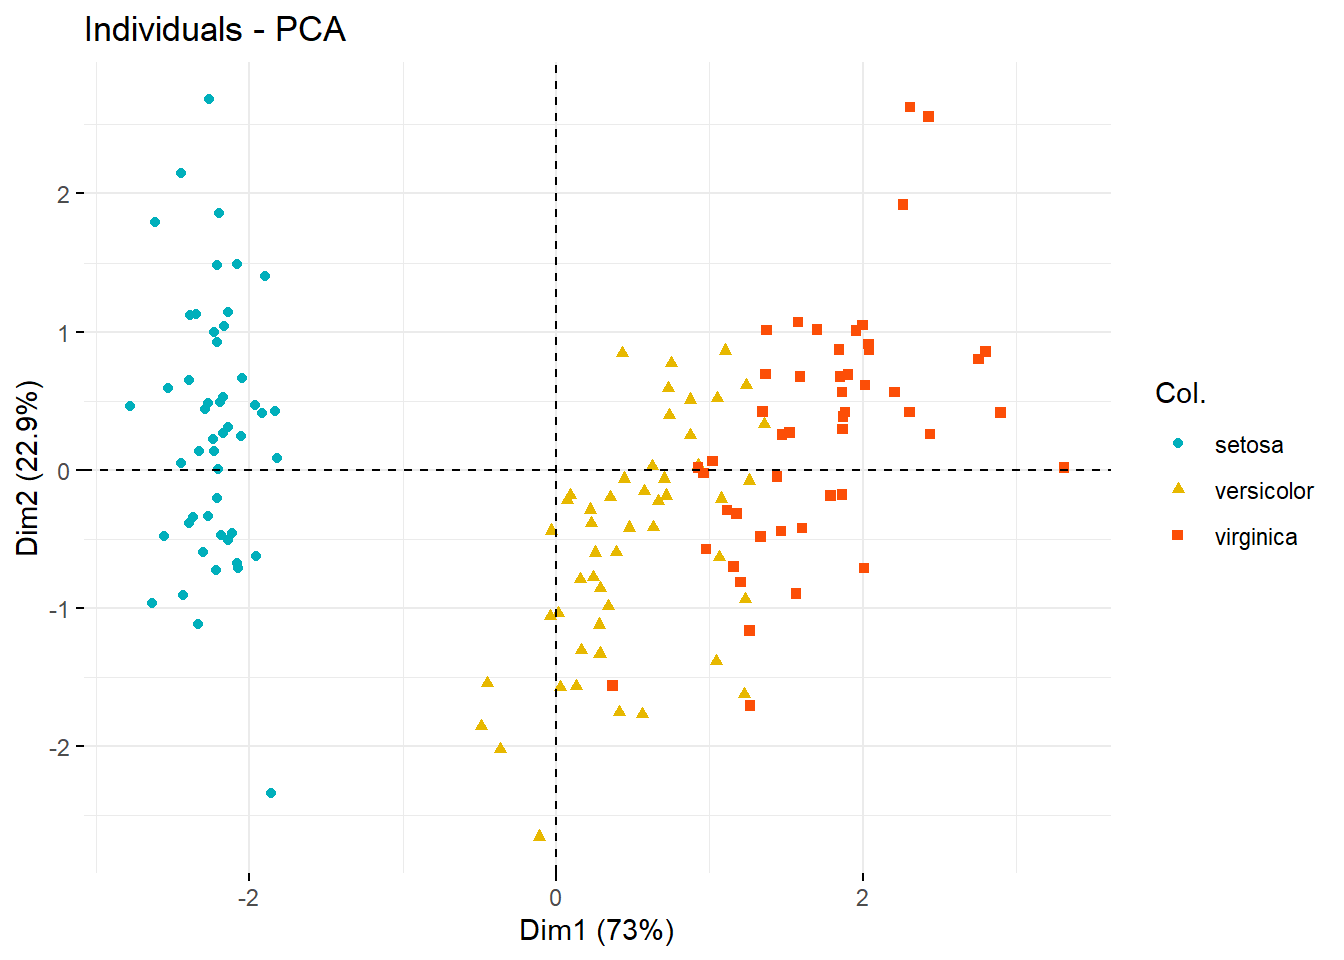 Individuals - PCA
Dim2 (22.9%)
2
1
0
-1
-2
-2
0
2
Dim1 (73%)
Col.
setosa
versicolor
virginica